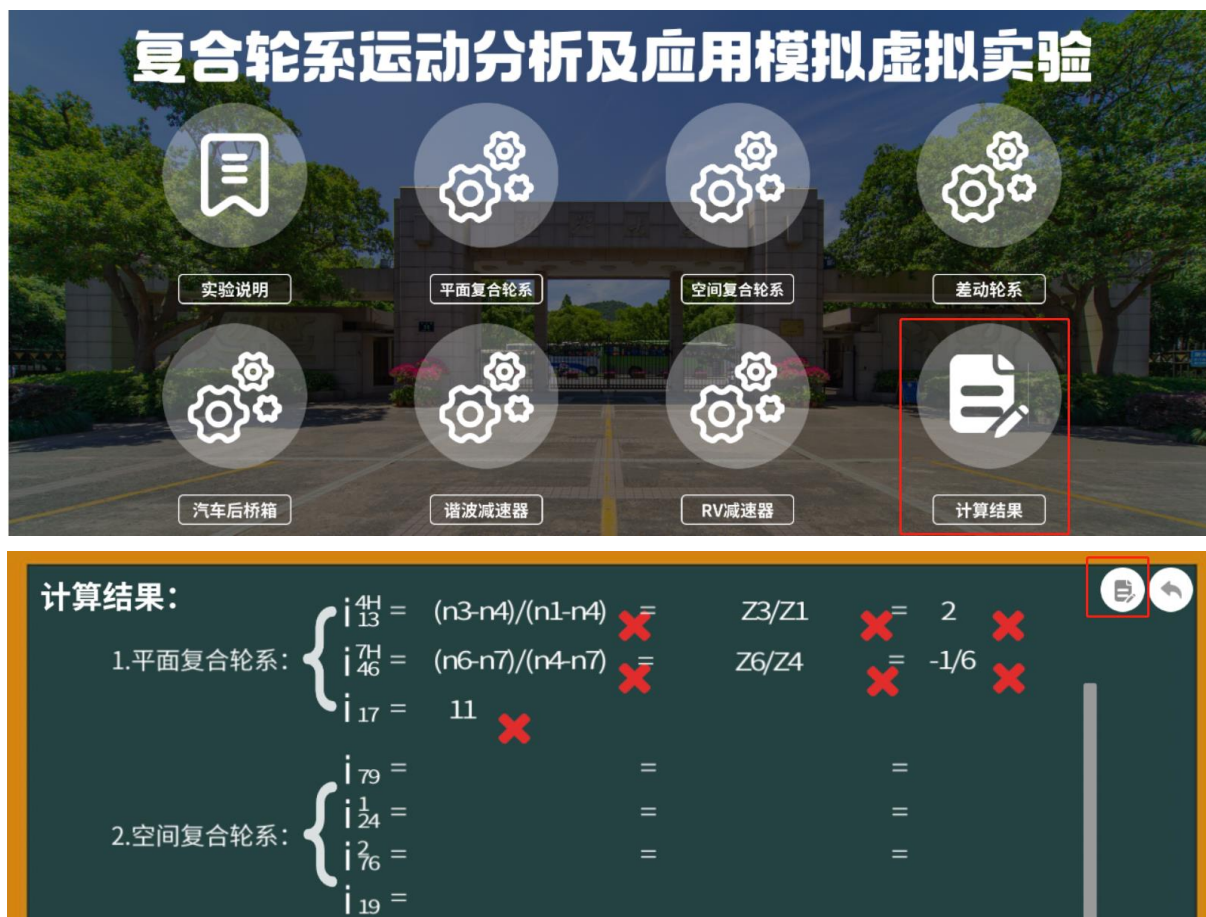 复合轮系运动分析及应用模拟虚拟实验
实验说明 平面复合轮系 空间复合轮系 差动轮系
汽车后桥箱 谐波减速器 RV减速器 计算结果
计算结果：
i 4H 13 = (n3-n4)/(n1-n4) = Z3/Z1 = 2
1.平面复合轮系：
i 7H 46 = (n6-n7)/(n4-n7) = Z6/Z4 = -1/6
i 17 = 11
i 79 = = =
i 1 24 = = =
2.空间复合轮系：
i 2 76 = = =
i 19 =